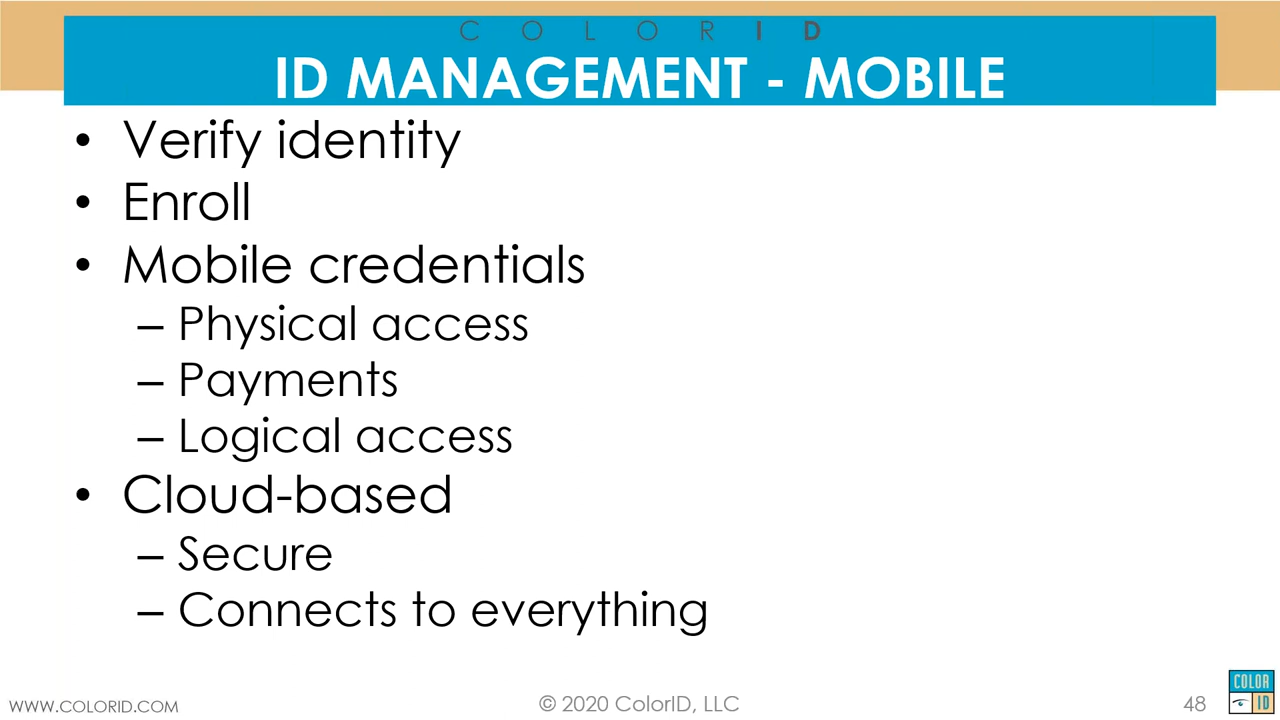 COLORID
ID MANAGEMENT - MOBILE
• Verify identity
• Enroll
• Mobile credentials
– Physical access
– Payments
– Logical access
• Cloud-based
– Secure
– Connects to everything
WWW.COLORID.COM
© 2020 ColorID, LLC
48
COLOR
ID